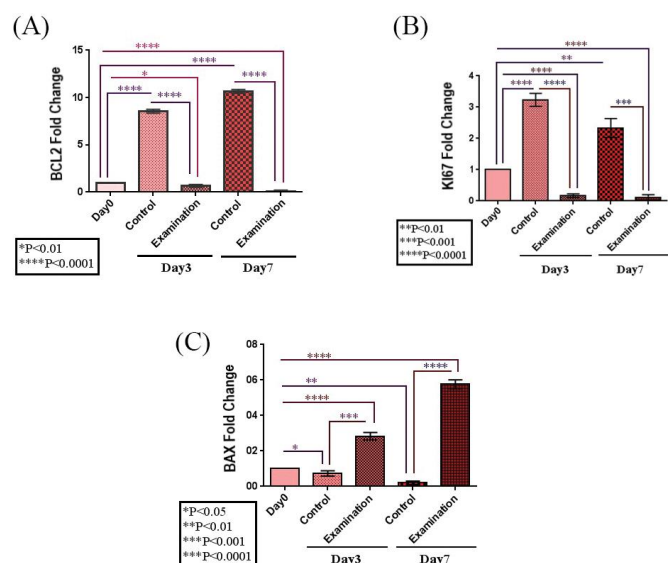 (A)
****
****
*
****
****
****
15
10
5
0
BCL2 Fold Change
Day0
Control
Examination
Control
Examination
Day3
Day7
*P<0.01
****P<0.0001
(B)
****
**
****
****
****
***
4
3
2
1
0
KI67 Fold Change
Day0
Control
Examination
Control
Examination
Day3
Day7
**P<0.01
***P<0.001
****P<0.0001
(C)
****
**
****
****
***
*
08
06
04
02
00
BAX Fold Change
Day0
Control
Examination
Control
Examination
Day3
Day7
*P<0.05
**P<0.01
***P<0.001
***P<0.0001